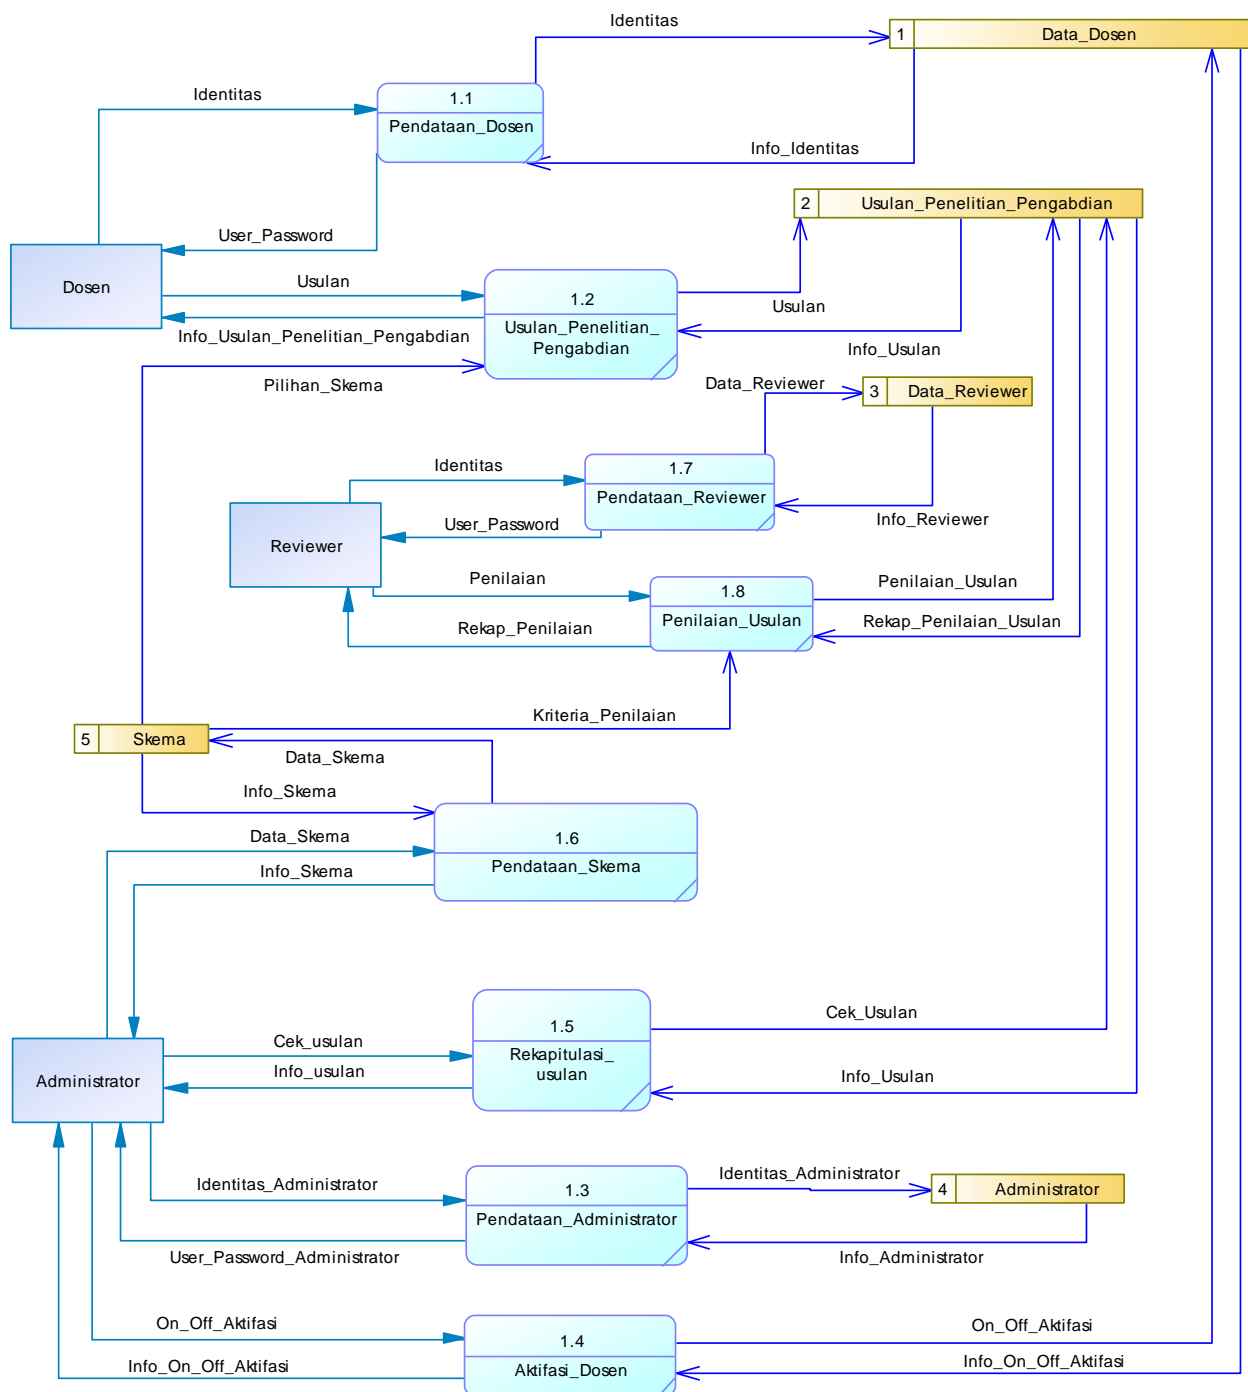 Identitas
1 Data_Dosen
Identitas
1.1
Pendataan_Dosen
Info_Identitas
2 Usulan_Penelitian_Pengabdian
User_Password
Dosen
Usulan
1.2
Usulan_Penelitian_
Pengabdian
Usulan
Info_Usulan_Penelitian_Pengabdian
Info_Usulan
Pilihan_Skema
Data_Reviewer
3 Data_Reviewer
Identitas
1.7
Pendataan_Reviewer
User_Password
Info_Reviewer
Reviewer
Penilaian
1.8
Penilaian_Usulan
Penilaian_Usulan
Rekap_Penilaian
Rekap_Penilaian_Usulan
Kriteria_Penilaian
5 Skema
Data_Skema
Info_Skema
Data_Skema
1.6
Pendataan_Skema
Info_Skema
Cek_Usulan
1.5
Rekapitulasi_
usulan
Cek_usulan
Info_usulan
Info_Usulan
Administrator
Identitas_Administrator
1.3
Pendataan_Administrator
Identitas_Administrator
4 Administrator
User_Password_Administrator
Info_Administrator
On_Off_Aktifasi
1.4
Aktifasi_Dosen
On_Off_Aktifasi
Info_On_Off_Aktifasi
Info_On_Off_Aktifasi